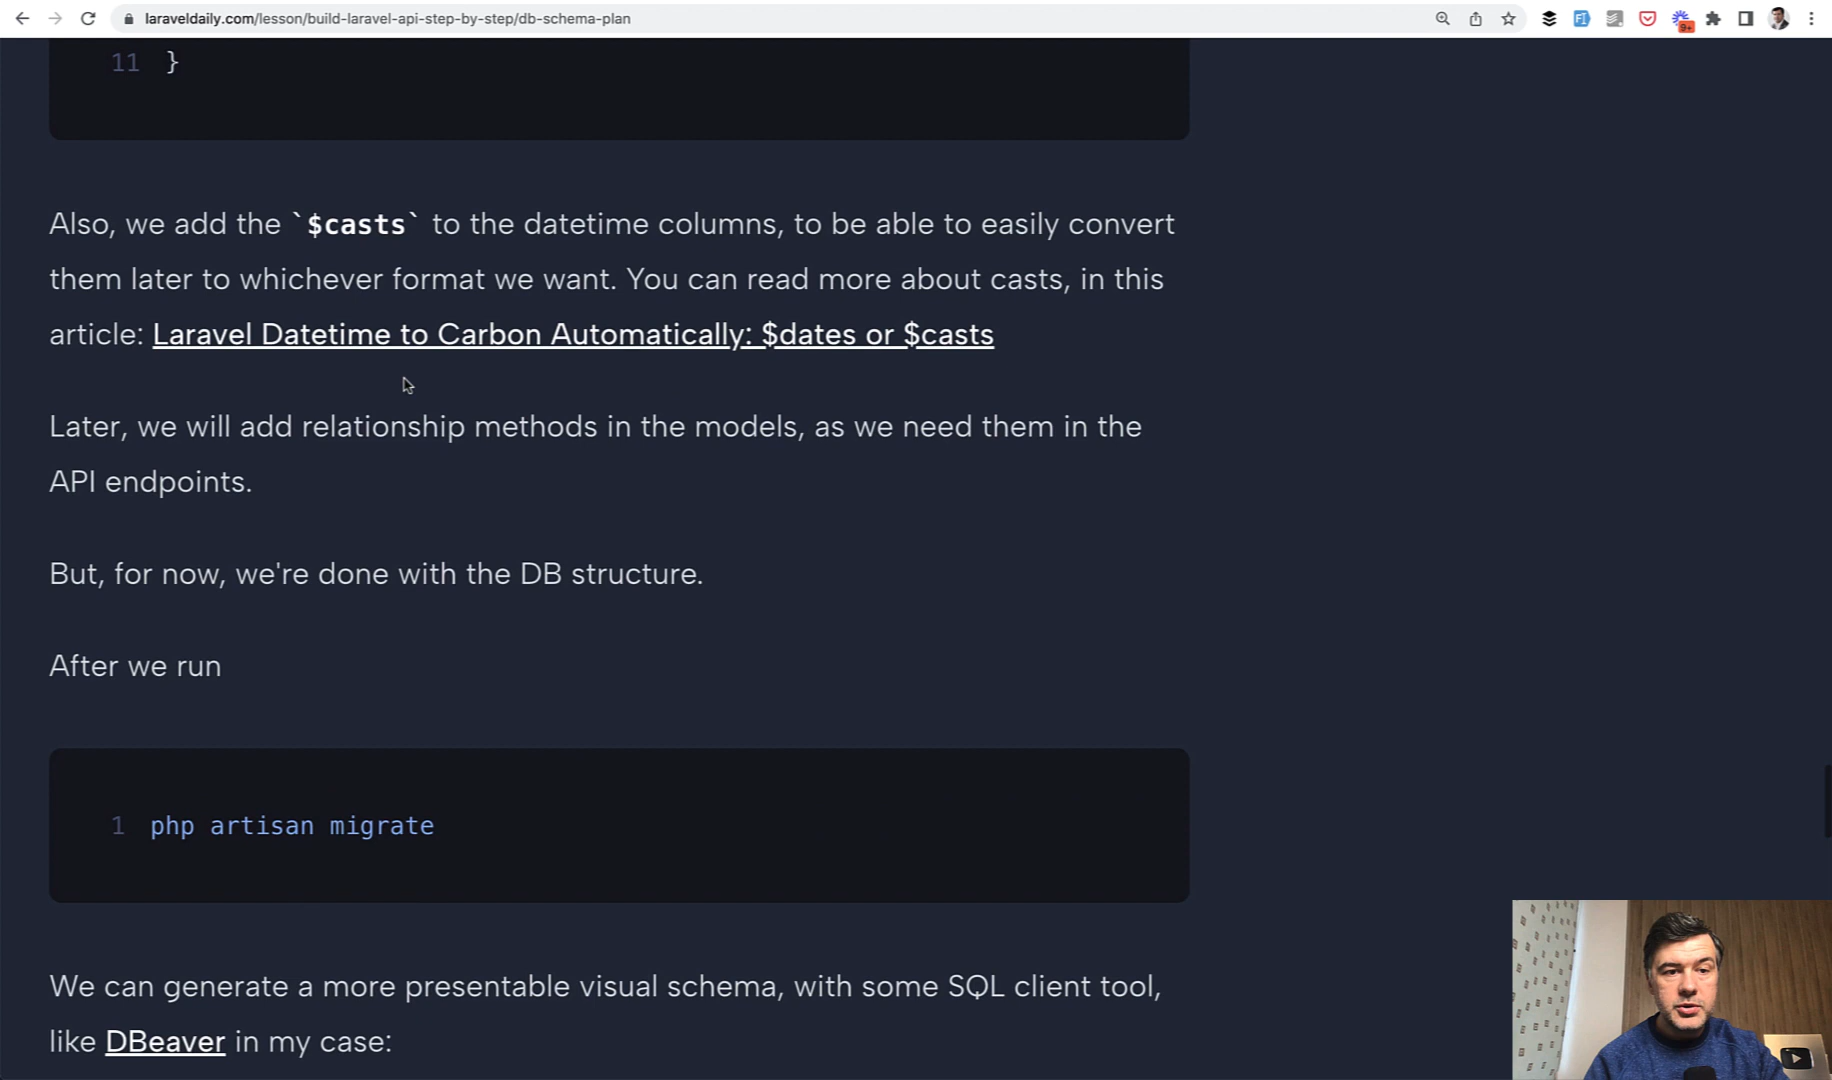 laraveldaily.com/lesson/build-laravel-api-step-by-step/db-schema-plan
9+
11 }
Also, we add the `$casts` to the datetime columns, to be able to easily convert
them later to whichever format we want. You can read more about casts, in this
article: Laravel Datetime to Carbon Automatically: $dates or $casts
Later, we will add relationship methods in the models, as we need them in the
API endpoints.
But, for now, we're done with the DB structure.
After we run
1 php artisan migrate
We can generate a more presentable visual schema, with some SQL client tool,
like DBeaver in my case: